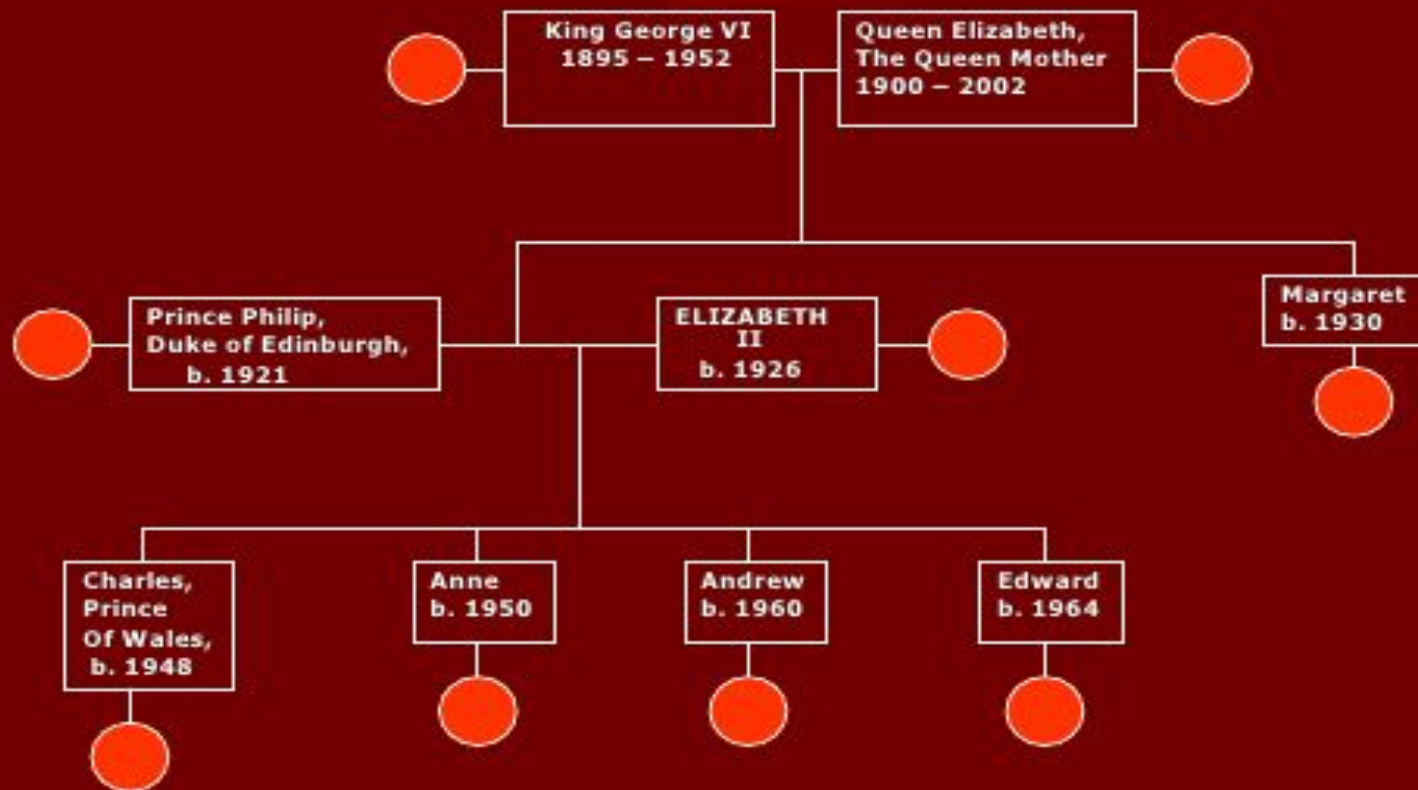 King George VI
1895 – 1952
Queen Elizabeth,
The Queen Mother
1900 – 2002
Prince Philip,
Duke of Edinburgh,
b. 1921
ELIZABETH
II
b. 1926
Margaret
b. 1930
Charles,
Prince
Of Wales,
b. 1948
Anne
b. 1950
Andrew
b. 1960
Edward
b. 1964